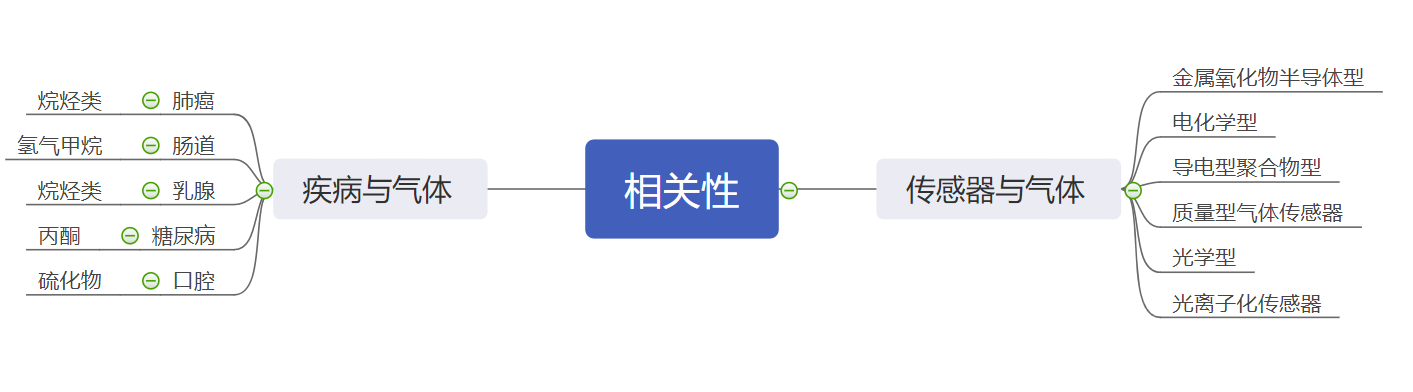 相关性
疾病与气体
肺癌
烷烃类
肠道
氢气甲烷
乳腺
烷烃类
糖尿病
丙酮
口腔
硫化物
传感器与气体
金属氧化物半导体型
电化学型
导电型聚合物型
质量型气体传感器
光学型
光离子化传感器